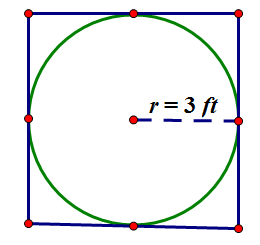 r = 3 ft